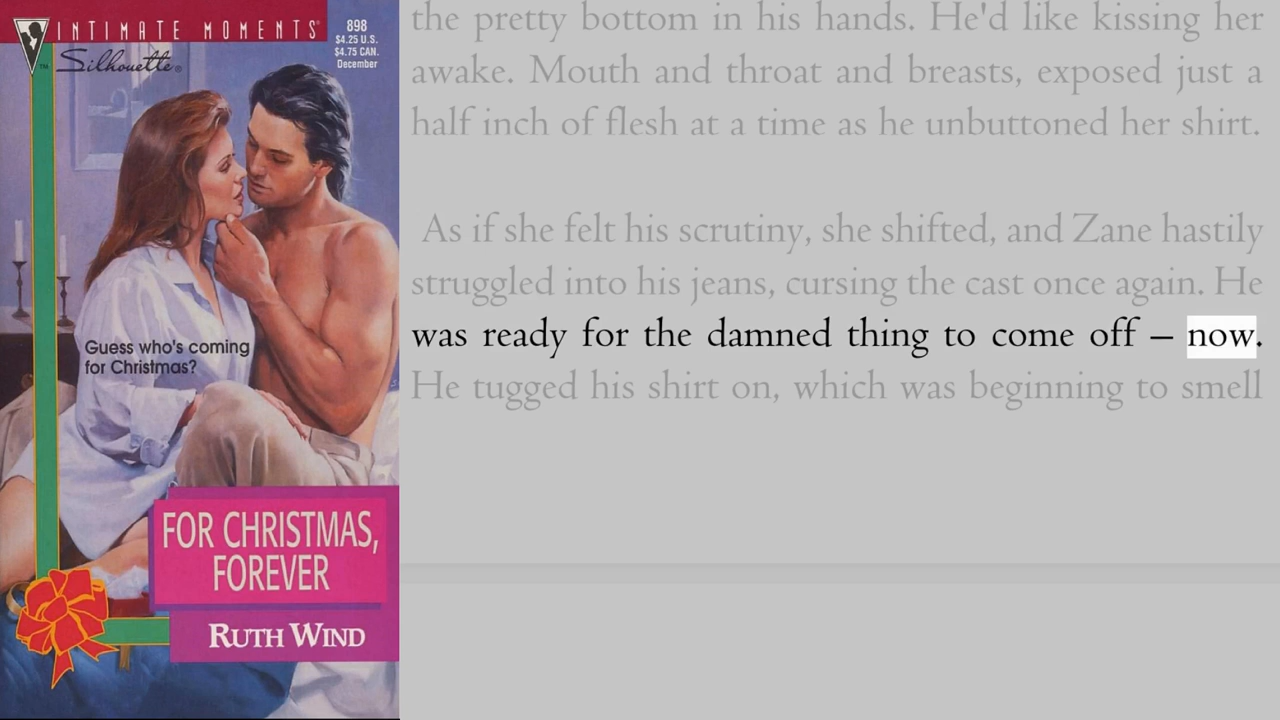 INTIMATE MOMENTS®
898
$4.25 U.S.
$4.75 CAN.
December
™ Silhouette®
Guess who's coming
for Christmas?
FOR CHRISTMAS,
FOREVER
RUTH WIND
the pretty bottom in his hands. He'd like kissing her
awake. Mouth and throat and breasts, exposed just a
half inch of flesh at a time as he unbuttoned her shirt.
As if she felt his scrutiny, she shifted, and Zane hastily
struggled into his jeans, cursing the cast once again. He
was ready for the damned thing to come off – now.
He tugged his shirt on, which was beginning to smell